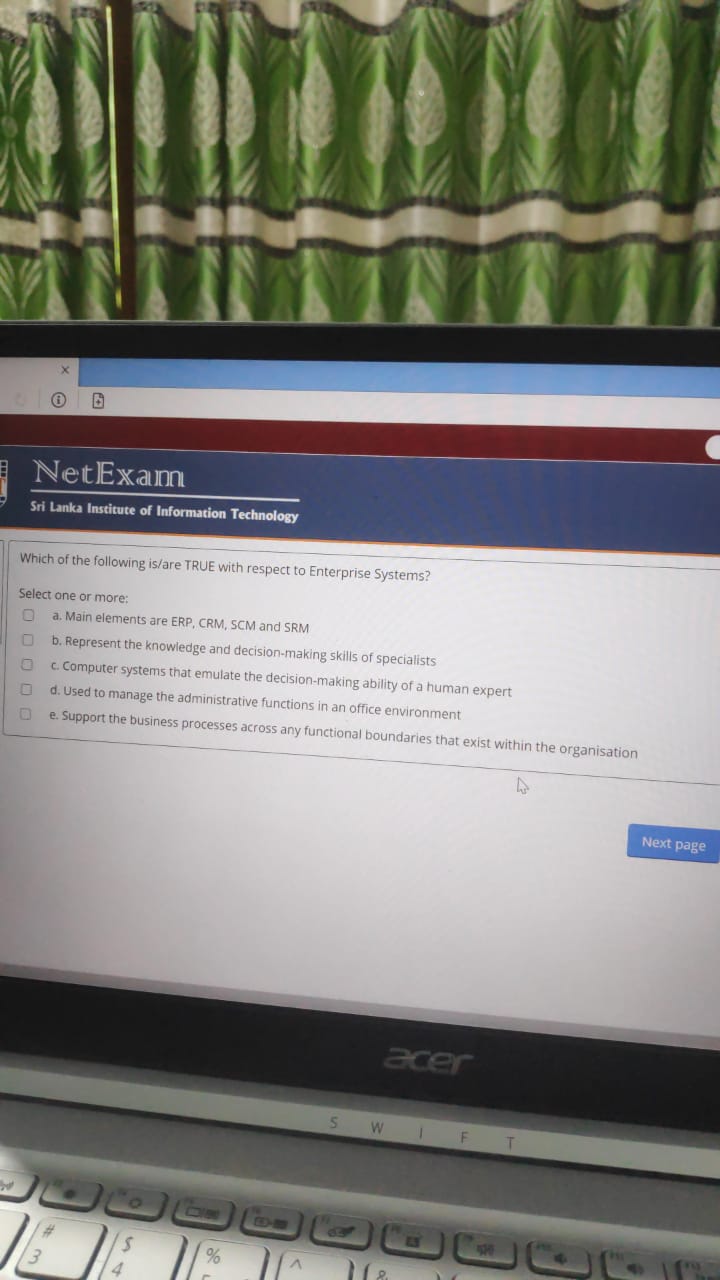 NetExam
Sri Lanka Institute of Information Technology
Which of the following is/are TRUE with respect to Enterprise Systems?
Select one or more:
a. Main elements are ERP, CRM, SCM and SRM
b. Represent the knowledge and decision-making skills of specialists
c. Computer systems that emulate the decision-making ability of a human expert
d. Used to manage the administrative functions in an office environment
e. Support the business processes across any functional boundaries that exist within the organisation
Next page
acer
SWIFT
# $ % ^ &
3 4